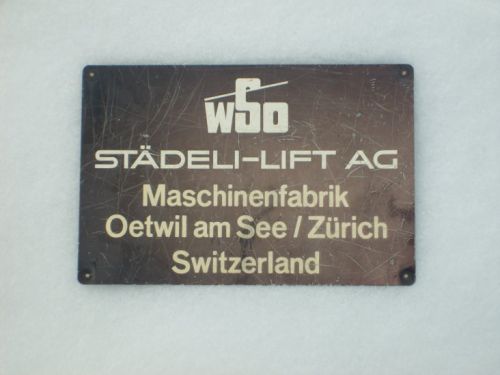 WSO
STÄDELI-LIFT AG
Maschinenfabrik
Oetwil am See / Zürich
Switzerland